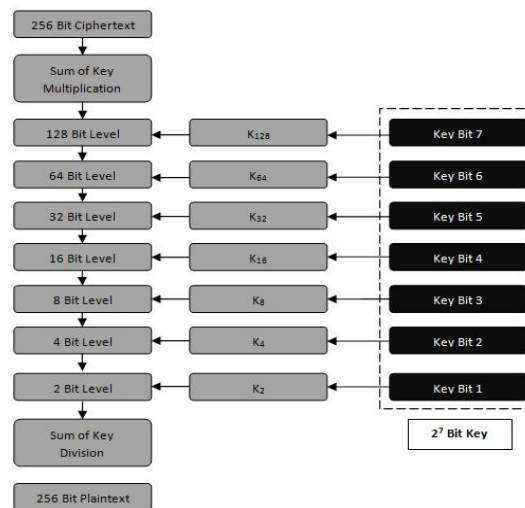 256 Bit Ciphertext
Sum of Key
Multiplication
128 Bit Level
K128
Key Bit 7
64 Bit Level
K64
Key Bit 6
32 Bit Level
K32
Key Bit 5
16 Bit Level
K16
Key Bit 4
8 Bit Level
K8
Key Bit 3
4 Bit Level
K4
Key Bit 2
2 Bit Level
K2
Key Bit 1
Sum of Key
Division
2⁷ Bit Key
256 Bit Plaintext